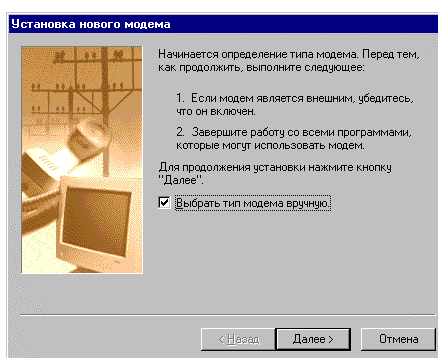 Установка нового модема
Начинается определение типа модема. Перед тем,
как продолжить, выполните следующее:
1. Если модем является внешним, убедитесь,
что он включен.
2. Завершите работу со всеми программами,
которые могут использовать модем.
Для продолжения установки нажмите кнопку
"Далее".
Выбрать тип модема вручную.
< Назад
Далее >
Отмена